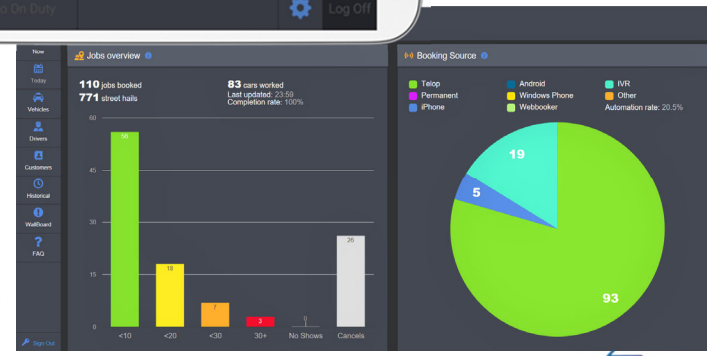 o On Duty
Log Off
Now
Today
Vehicles
Drivers
Customers
Historical
WallBoard
FAQ
Sign Out
Jobs overview
110 jobs booked
771 street hails
83 cars worked
Last updated: 23:59
Completion rate: 100%
60
45
30
15
0
56
18
7
3
0
26
<10
<20
<30
30+
No Shows
Cancels
Booking Source
Telop
Permanent
iPhone
Android
Windows Phone
Webbooker
IVR
Other
Automation rate: 20.5%
19
5
93